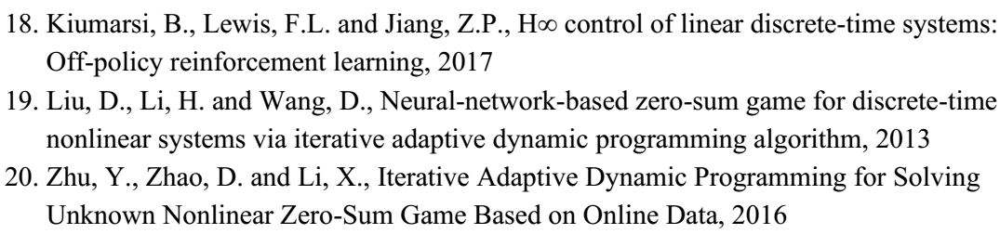 18. Kiumarsi, B., Lewis, F.L. and Jiang, Z.P., H∞ control of linear discrete-time systems:
Off-policy reinforcement learning, 2017
19. Liu, D., Li, H. and Wang, D., Neural-network-based zero-sum game for discrete-time
nonlinear systems via iterative adaptive dynamic programming algorithm, 2013
20. Zhu, Y., Zhao, D. and Li, X., Iterative Adaptive Dynamic Programming for Solving
Unknown Nonlinear Zero-Sum Game Based on Online Data, 2016